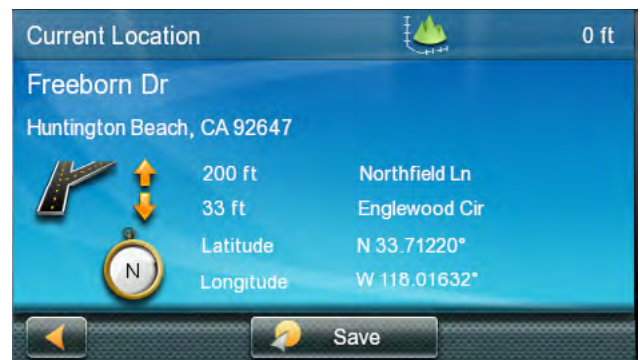 Current Location 0 ft
Freeborn Dr
Huntington Beach, CA 92647
200 ft Northfield Ln
33 ft Englewood Cir
Latitude N 33.71220°
N
Longitude W 118.01632°
Save